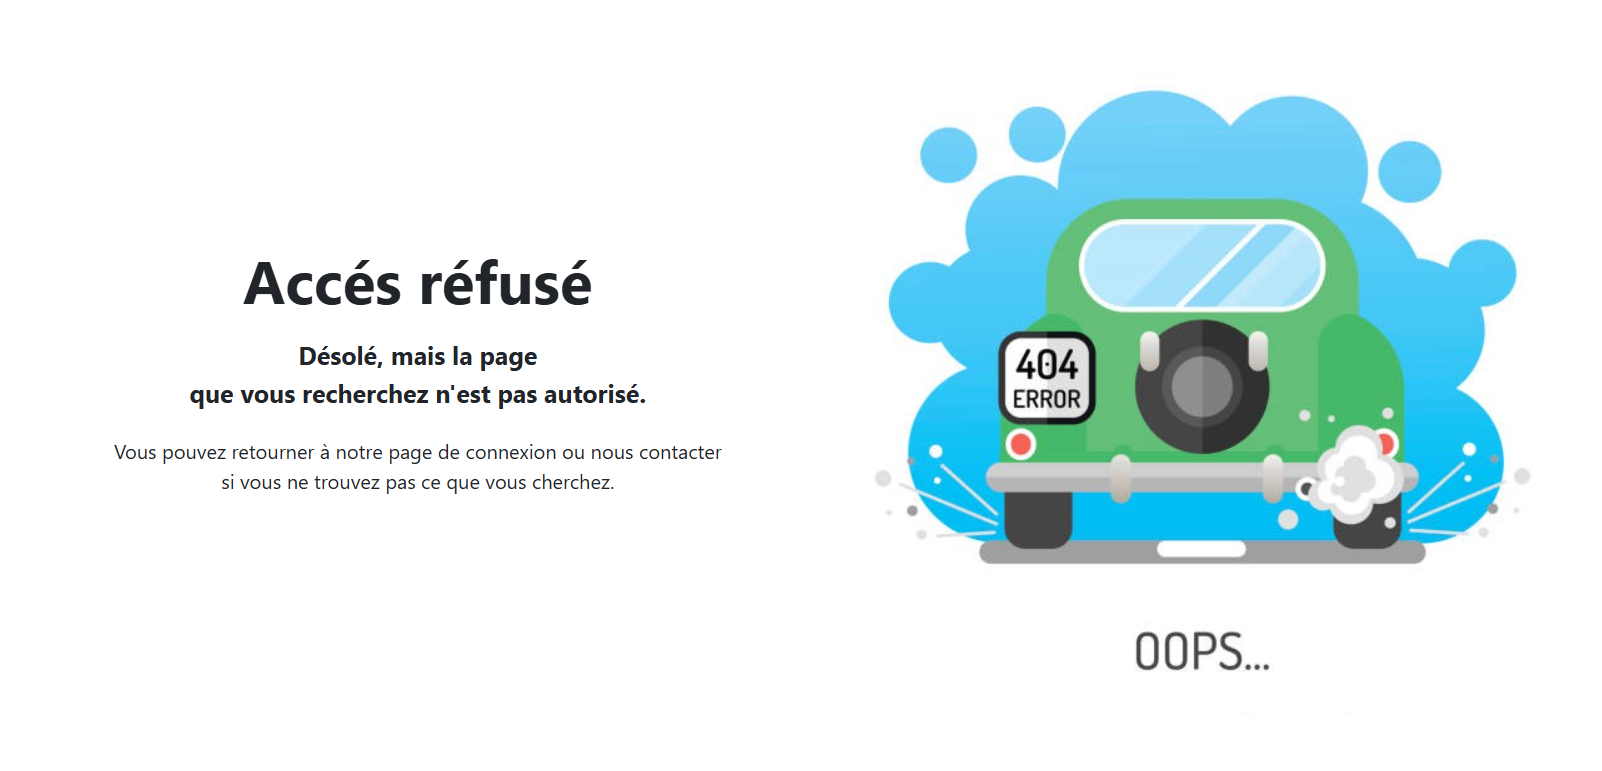 Accés réfusé
Désolé, mais la page
que vous recherchez n'est pas autorisé.
Vous pouvez retourner à notre page de connexion ou nous contacter
si vous ne trouvez pas ce que vous cherchez.
404
ERROR
OOPS...